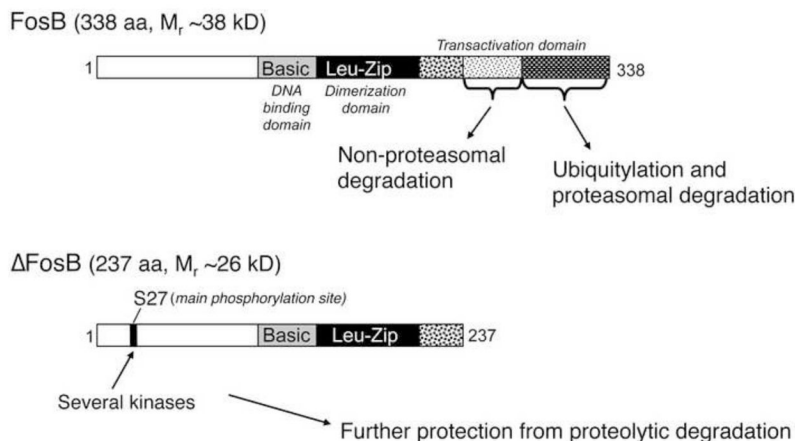 FosB (338 aa, Mr ~38 kD)
Transactivation domain
1 Basic Leu-Zip 338
DNA binding domain
Dimerization domain
Non-proteasomal
degradation
Ubiquitylation and
proteasomal degradation
ΔFosB (237 aa, Mr ~26 kD)
S27 (main phosphorylation site)
1 Basic Leu-Zip 237
Several kinases
Further protection from proteolytic degradation